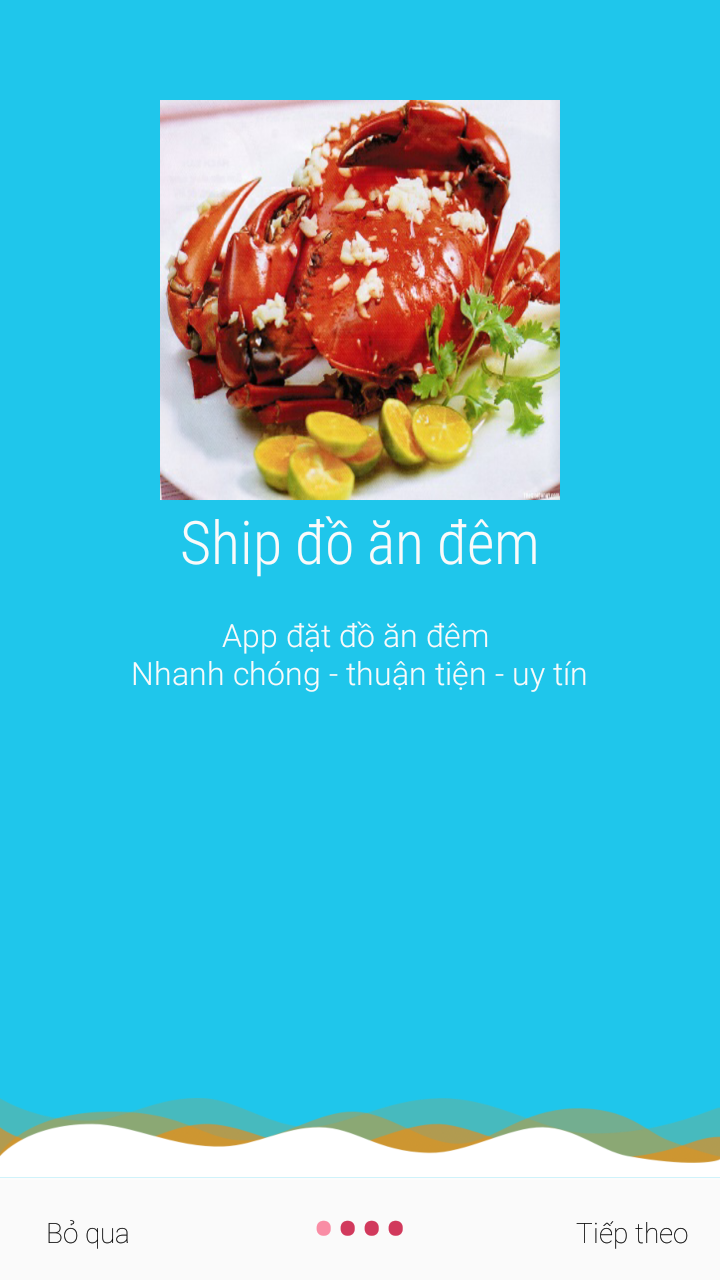 Ship đồ ăn đêm
App đặt đồ ăn đêm
Nhanh chóng - thuận tiện - uy tín
Bỏ qua
Tiếp theo